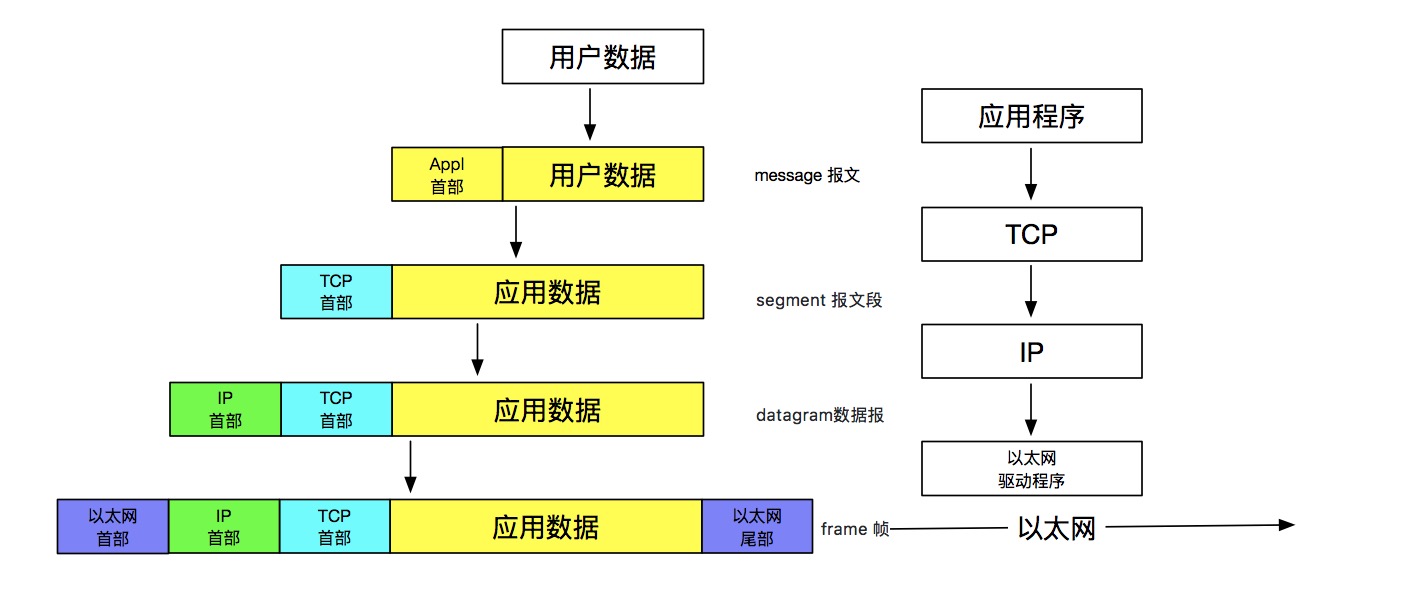 用户数据
应用程序
Appl
首部
用户数据
message 报文
TCP
TCP
首部
应用数据
segment 报文段
IP
IP
首部
TCP
首部
应用数据
datagram数据报
以太网
驱动程序
以太网
首部
IP
首部
TCP
首部
应用数据
以太网
尾部
frame 帧
以太网